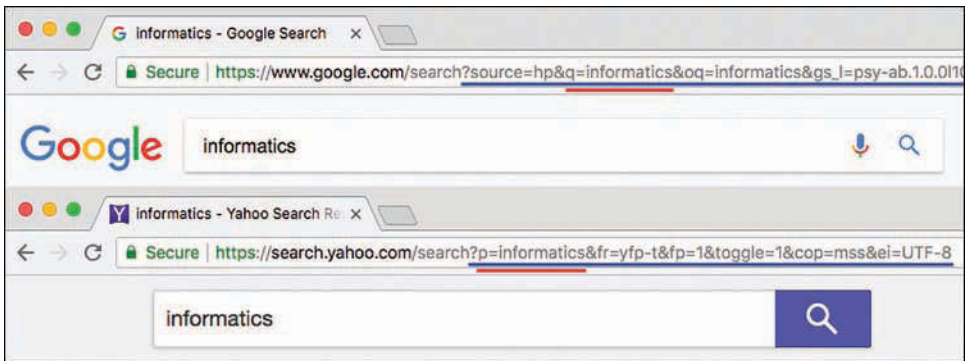 informatics - Google Search
Secure | https://www.google.com/search?source=hp&q=informatics&oq=informatics&gs_l=psy-ab.1.0.0l10
Google informatics
informatics - Yahoo Search Re
Secure | https://search.yahoo.com/search?p=informatics&fr=yfp-t&fp=1&toggle=1&cop=mss&ei=UTF-8
informatics